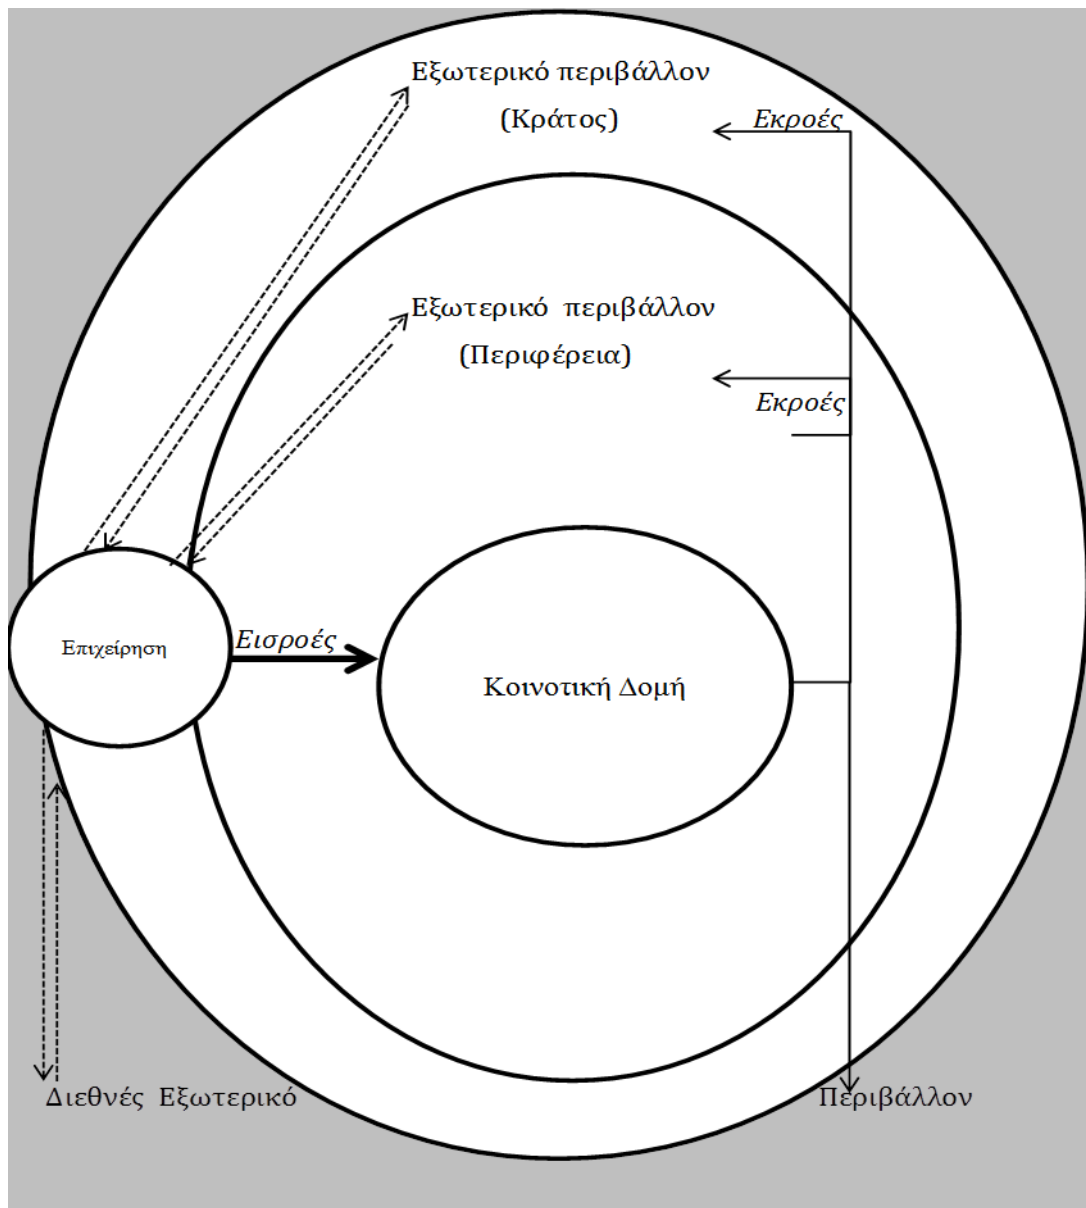 Εξωτερικό περιβάλλον
(Κράτος)
Εκροές
Εξωτερικό περιβάλλον
(Περιφέρεια)
Εκροές
Επιχείρηση
Εισροές
Κοινοτική Δομή
Διεθνές Εξωτερικό
Περιβάλλον